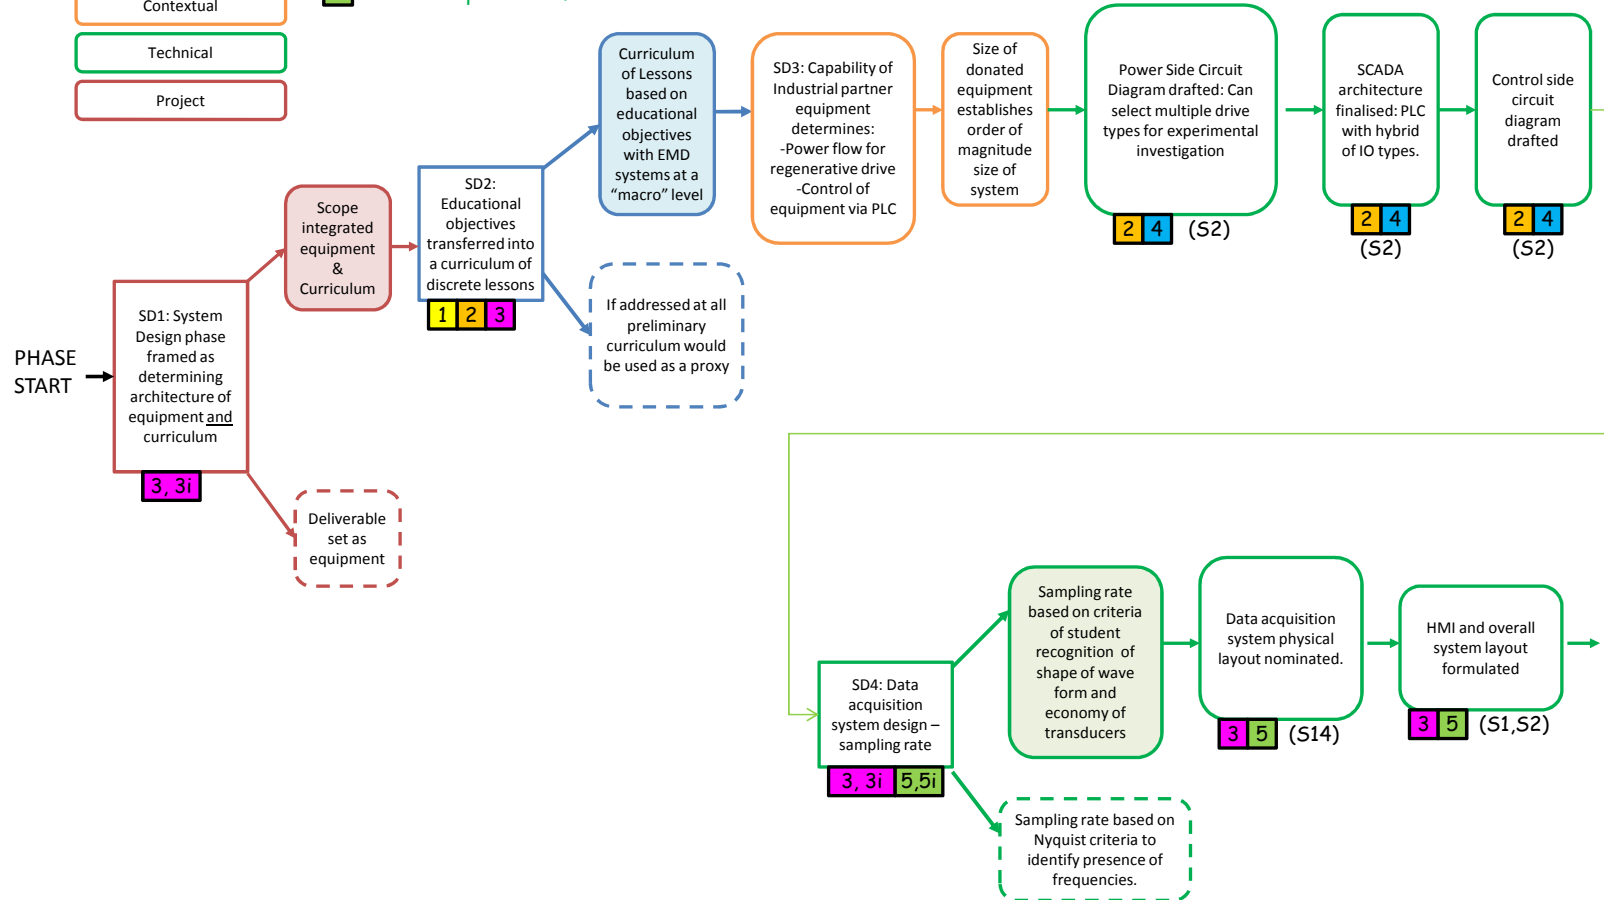 Contextual
Technical
Project
PHASE
START
SD1: System
Design phase
framed as
determining
architecture of
equipment and
curriculum
3, 3i
Scope
integrated
equipment
&
Curriculum
Deliverable
set as
equipment
SD2:
Educational
objectives
transferred into
a curriculum of
discrete lessons
1 2 3
Curriculum
of Lessons
based on
educational
objectives
with EMD
systems at a
“macro” level
If addressed at all
preliminary
curriculum would
be used as a proxy
SD3: Capability of
Industrial partner
equipment
determines:
-Power flow for
regenerative drive
-Control of
equipment via PLC
Size of
donated
equipment
establishes
order of
magnitude
size of
system
Power Side Circuit
Diagram drafted: Can
select multiple drive
types for experimental
investigation
2 4 (S2)
SCADA
architecture
finalised: PLC
with hybrid
of IO types.
2 4
(S2)
Control side
circuit
diagram
drafted
2 4
(S2)
SD4: Data
acquisition
system design –
sampling rate
3, 3i 5,5i
Sampling rate
based on criteria
of student
recognition of
shape of wave
form and
economy of
transducers
Sampling rate based on
Nyquist criteria to
identify presence of
frequencies.
Data acquisition
system physical
layout nominated.
3 5 (S14)
HMI and overall
system layout
formulated
3 5 (S1,S2)